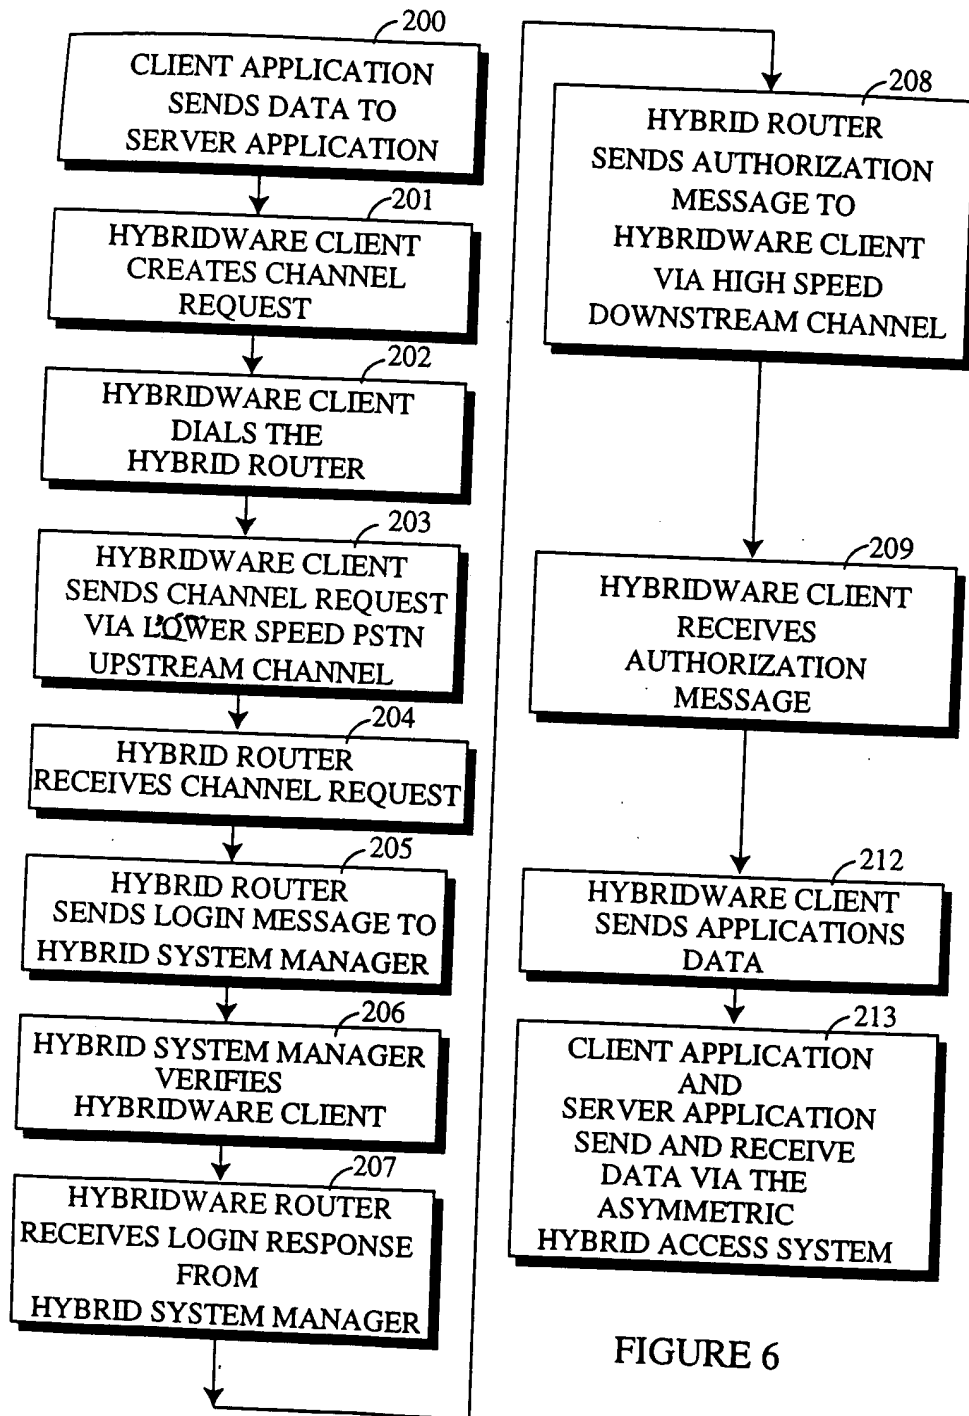 200
CLIENT APPLICATION
SENDS DATA TO
SERVER APPLICATION
201
HYBRIDWARE CLIENT
CREATES CHANNEL
REQUEST
202
HYBRIDWARE CLIENT
DIALS THE
HYBRID ROUTER
203
HYBRIDWARE CLIENT
SENDS CHANNEL REQUEST
VIA LOWER SPEED PSTN
UPSTREAM CHANNEL
204
HYBRID ROUTER
RECEIVES CHANNEL REQUEST
205
HYBRID ROUTER
SENDS LOGIN MESSAGE TO
HYBRID SYSTEM MANAGER
206
HYBRID SYSTEM MANAGER
VERIFIES
HYBRIDWARE CLIENT
207
HYBRIDWARE ROUTER
RECEIVES LOGIN RESPONSE
FROM
HYBRID SYSTEM MANAGER
208
HYBRID ROUTER
SENDS AUTHORIZATION
MESSAGE TO
HYBRIDWARE CLIENT
VIA HIGH SPEED
DOWNSTREAM CHANNEL
209
HYBRIDWARE CLIENT
RECEIVES
AUTHORIZATION
MESSAGE
212
HYBRIDWARE CLIENT
SENDS APPLICATIONS
DATA
213
CLIENT APPLICATION
AND
SERVER APPLICATION
SEND AND RECEIVE
DATA VIA THE
ASYMMETRIC
HYBRID ACCESS SYSTEM
FIGURE 6